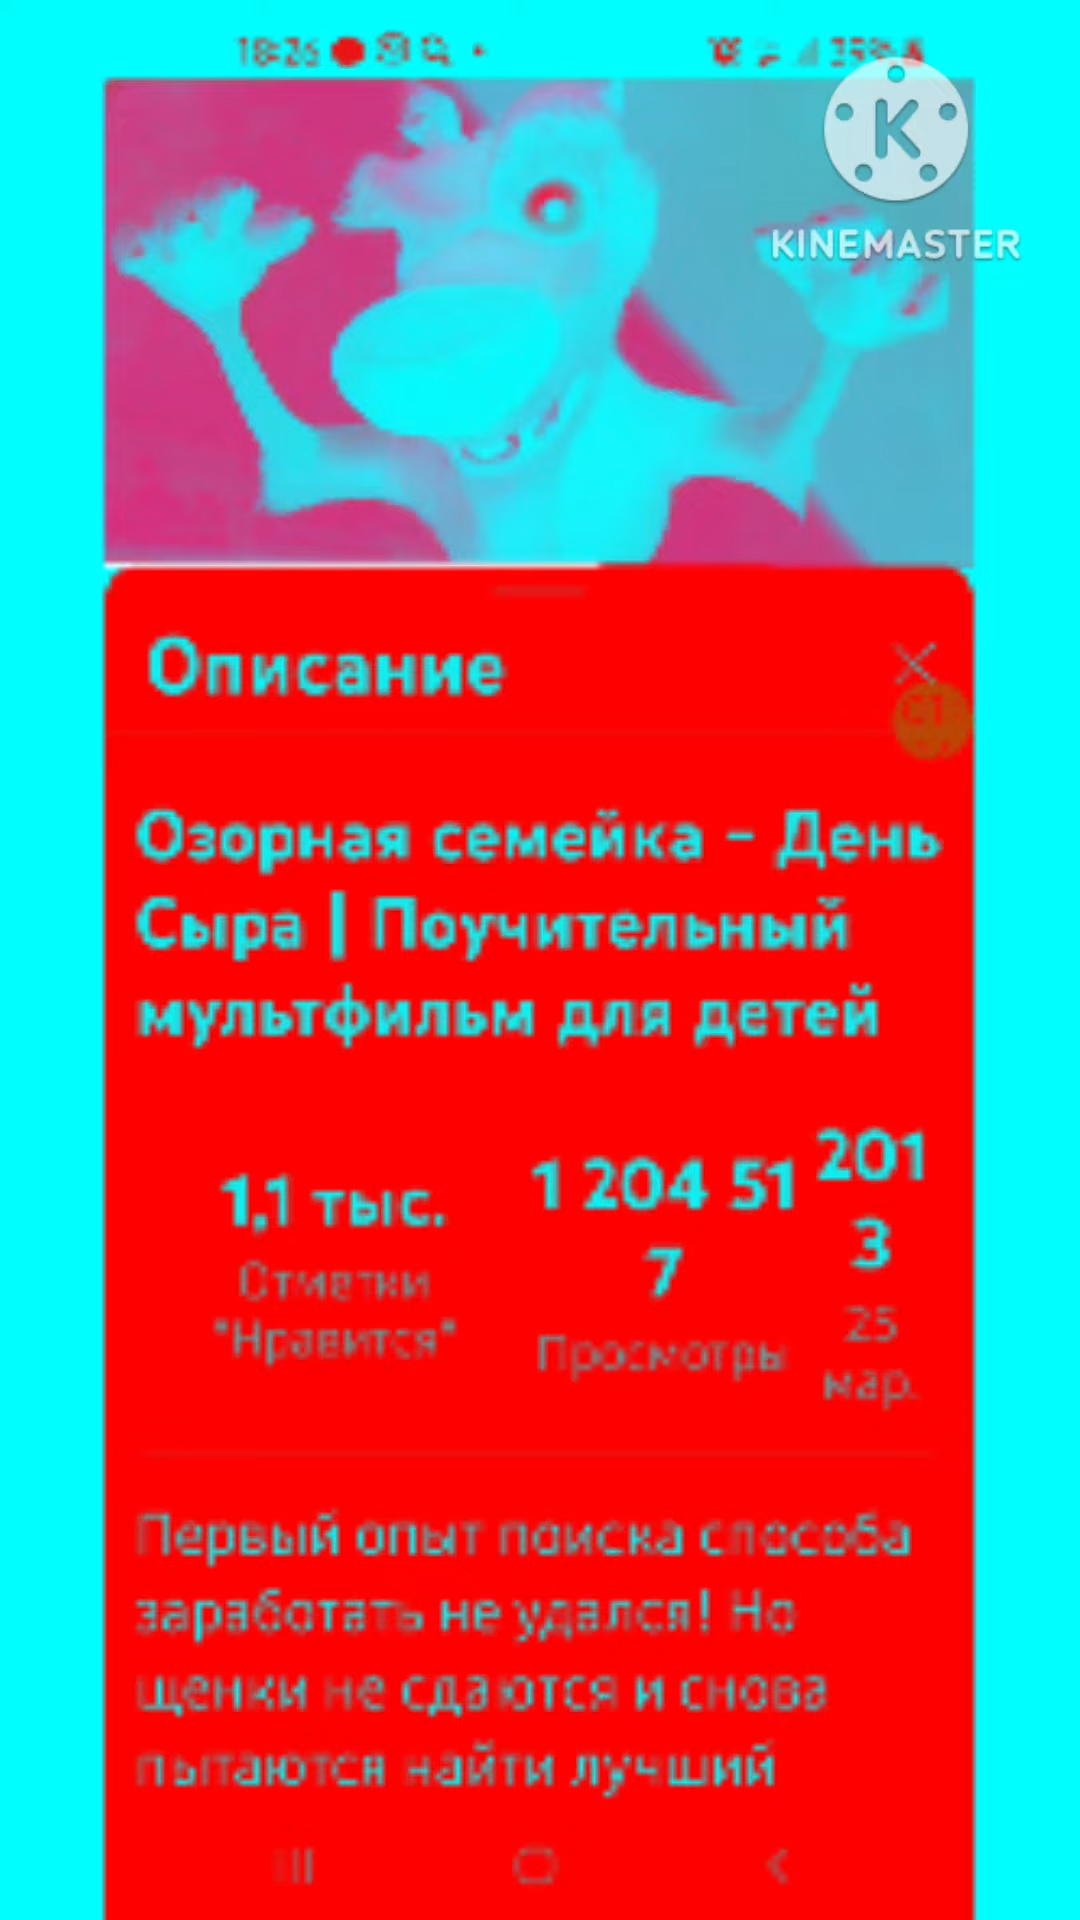 18:26
K
KINEMASTER
Описание
Озорная семейка - День
Сыра | Поучительный
мультфильм для детей
1,1 тыс.
Отметки
"Нравится"
1 204 51
7
Просмотры
201
3
25
мар.
Первый опыт поиска способа
заработать не удался! Но
щенки не сдаются и снова
пытаются найти лучший